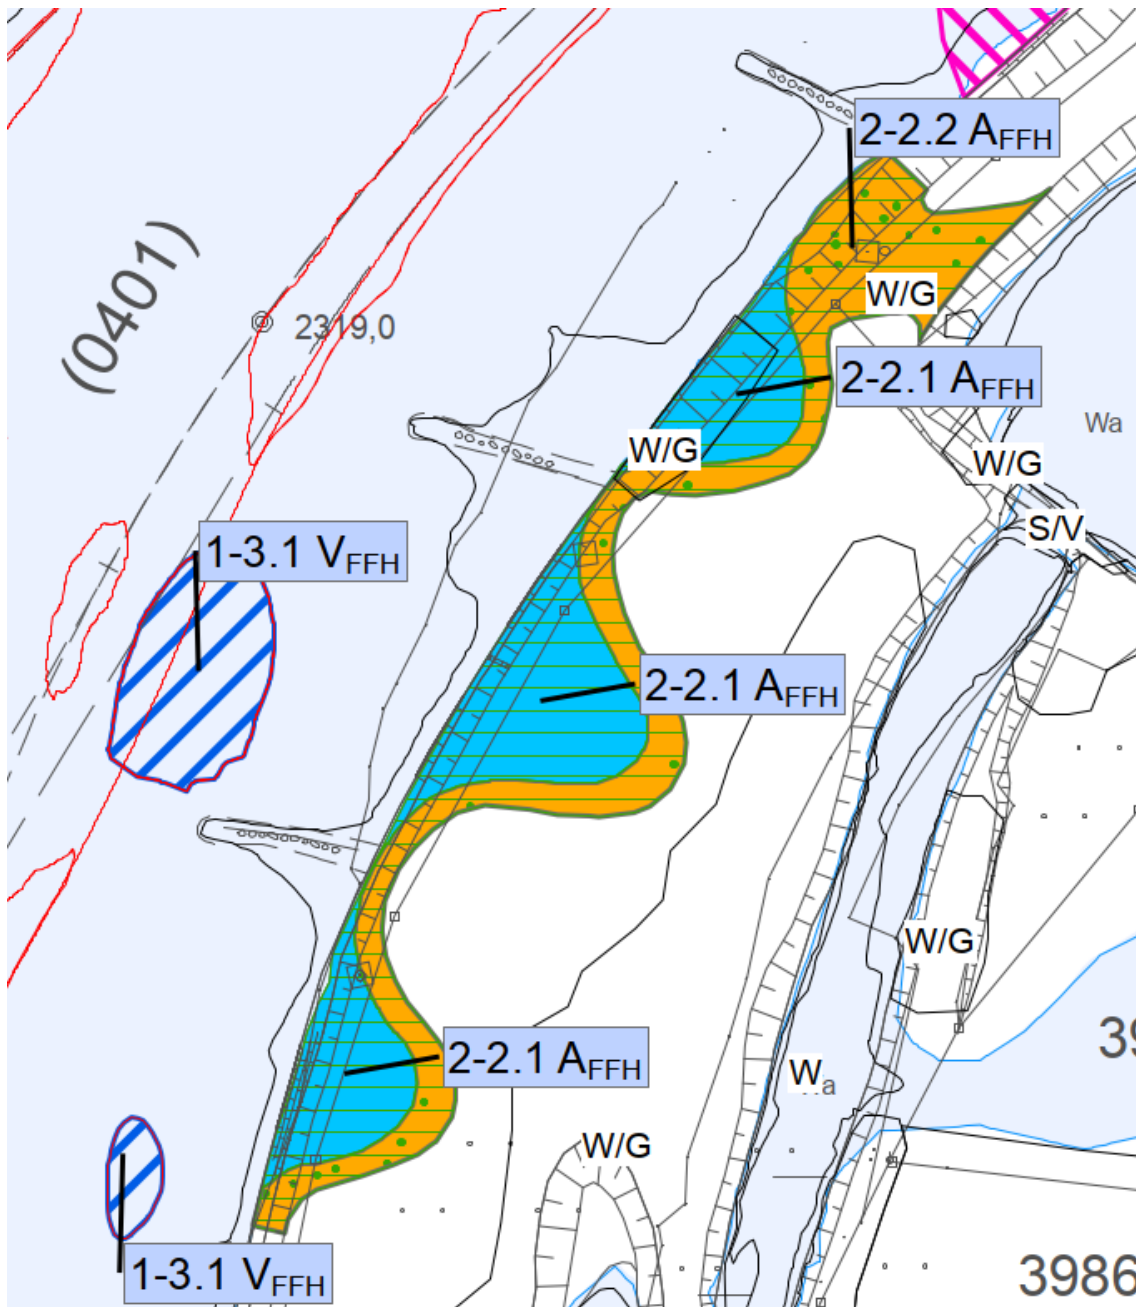 2-2.2 AFFH
(0401)
W/G
2319,0
2-2.1 AFFH
Wa
W/G
W/G
S/V
1-3.1 VFFH
2-2.1 AFFH
W/G
39
2-2.1 AFFH
Wa
W/G
1-3.1 VFFH
3986